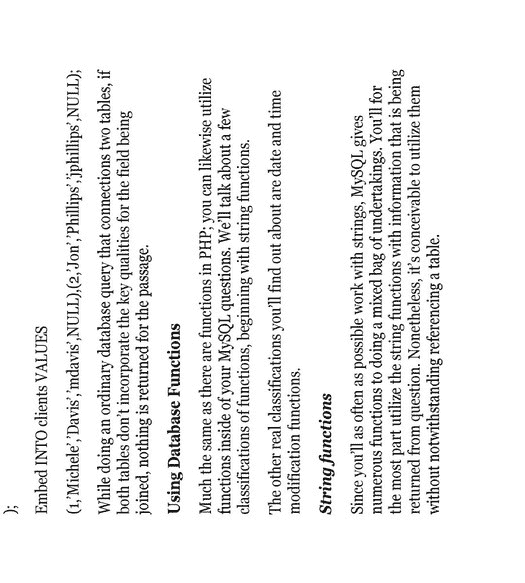 );
Embed INTO clients VALUES
(1,'Michele','Davis','mdavis',NULL),(2,'Jon','Phillips','jphillips',NULL);
While doing an ordinary database query that connections two tables, if
both tables don't incorporate the key qualities for the field being
joined, nothing is returned for the passage.
Using Database Functions
Much the same as there are functions in PHP; you can likewise utilize
functions inside of your MySQL questions. We'll talk about a few
classifications of functions, beginning with string functions.
The other real classifications you'll find out about are date and time
modification functions.
String functions
Since you'll as often as possible work with strings, MySQL gives
numerous functions to doing a mixed bag of undertakings. You'll for
the most part utilize the string functions with information that is being
returned from question. Nonetheless, it's conceivable to utilize them
without notwithstanding referencing a table.